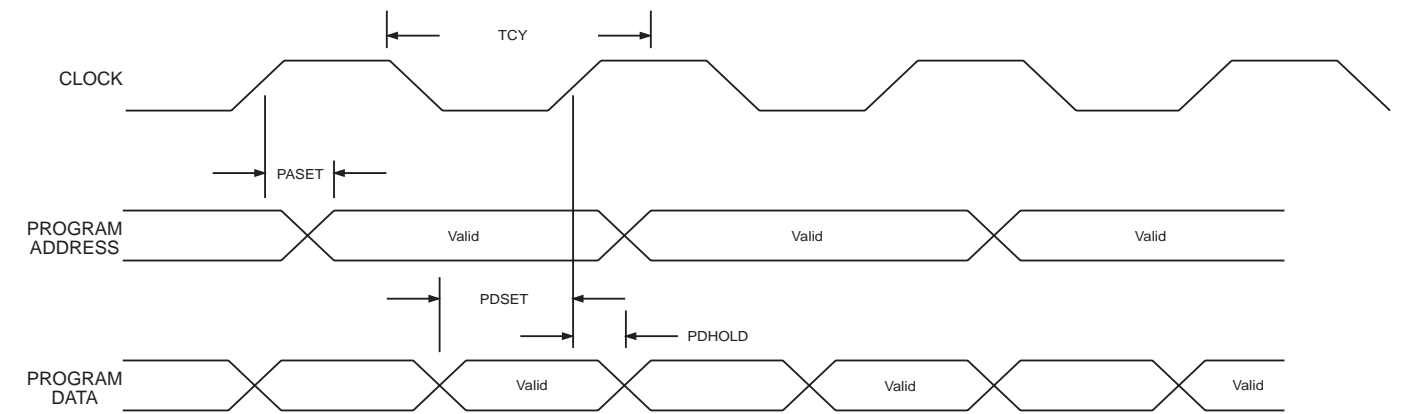 TCY
CLOCK
PASET
PROGRAM
ADDRESS
Valid
Valid
Valid
PDSET
PDHOLD
PROGRAM
DATA
Valid
Valid
Valid